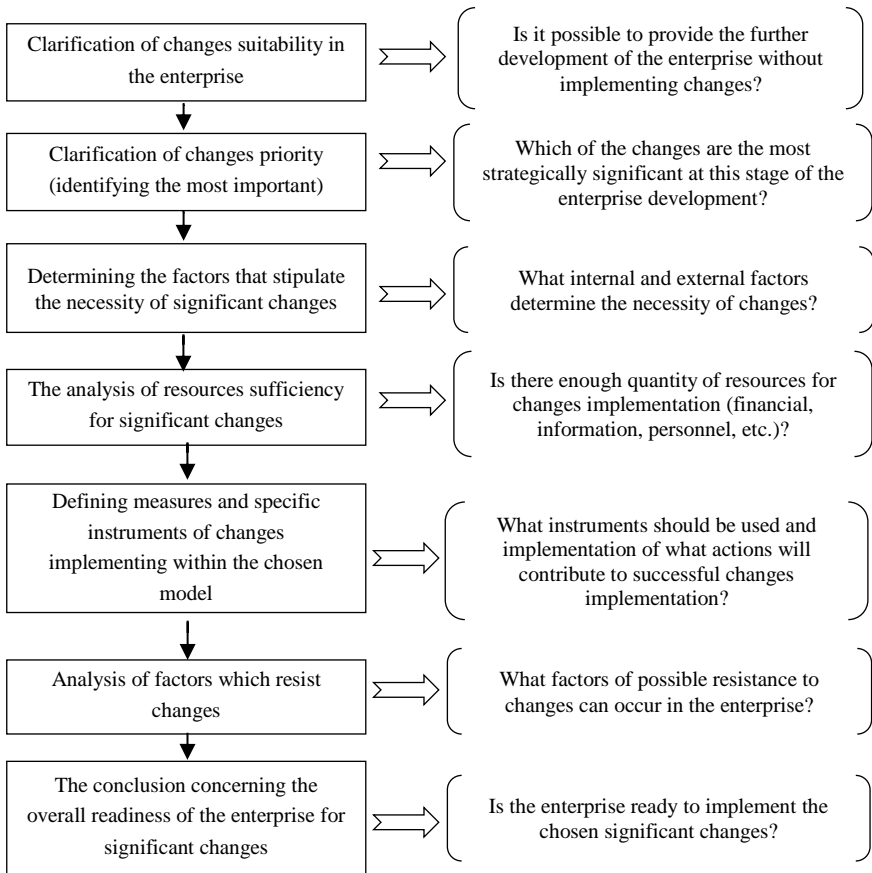 Clarification of changes suitability in
the enterprise
Is it possible to provide the further
development of the enterprise without
implementing changes?
Clarification of changes priority
(identifying the most important)
Which of the changes are the most
strategically significant at this stage of the
enterprise development?
Determining the factors that stipulate
the necessity of significant changes
What internal and external factors
determine the necessity of changes?
The analysis of resources sufficiency
for significant changes
Is there enough quantity of resources for
changes implementation (financial,
information, personnel, etc.)?
Defining measures and specific
instruments of changes
implementing within the chosen
model
What instruments should be used and
implementation of what actions will
contribute to successful changes
implementation?
Analysis of factors which resist
changes
What factors of possible resistance to
changes can occur in the enterprise?
The conclusion concerning the
overall readiness of the enterprise for
significant changes
Is the enterprise ready to implement the
chosen significant changes?